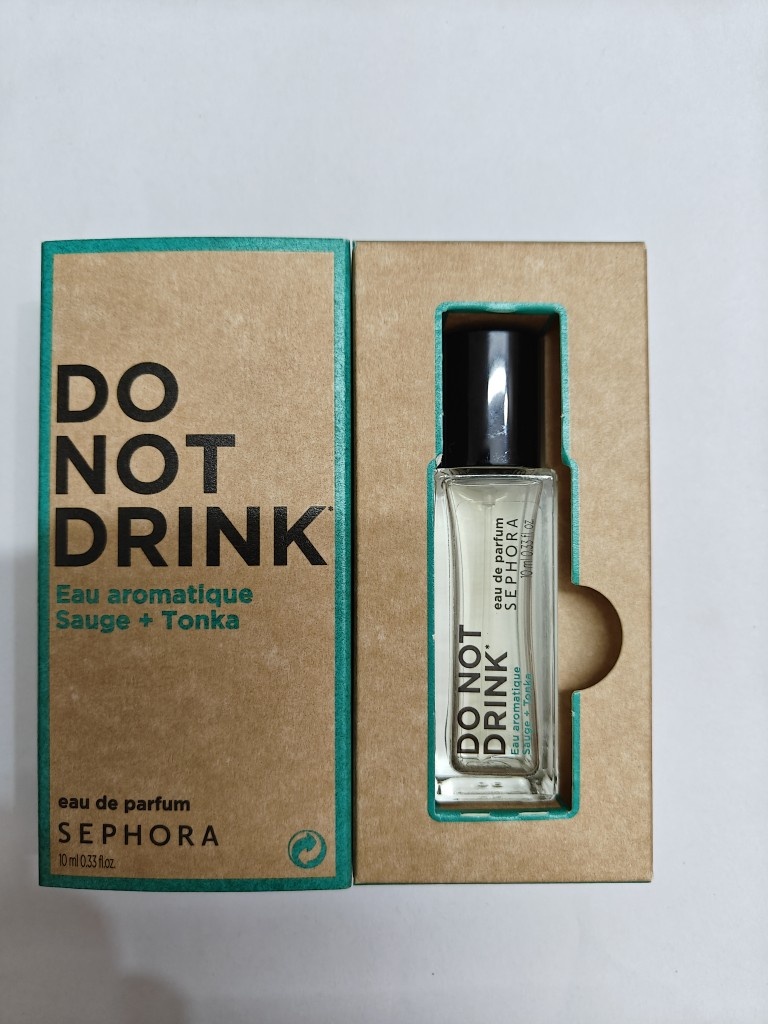 DO
NOT
DRINK*
Eau aromatique
Sauge + Tonka
eau de parfum
SEPHORA
10 ml 0.33 fl.oz.
DO NOT
DRINK*
Eau aromatique
Sauge + Tonka
eau de parfum
SEPHORA
10 ml 0.33 fl. oz